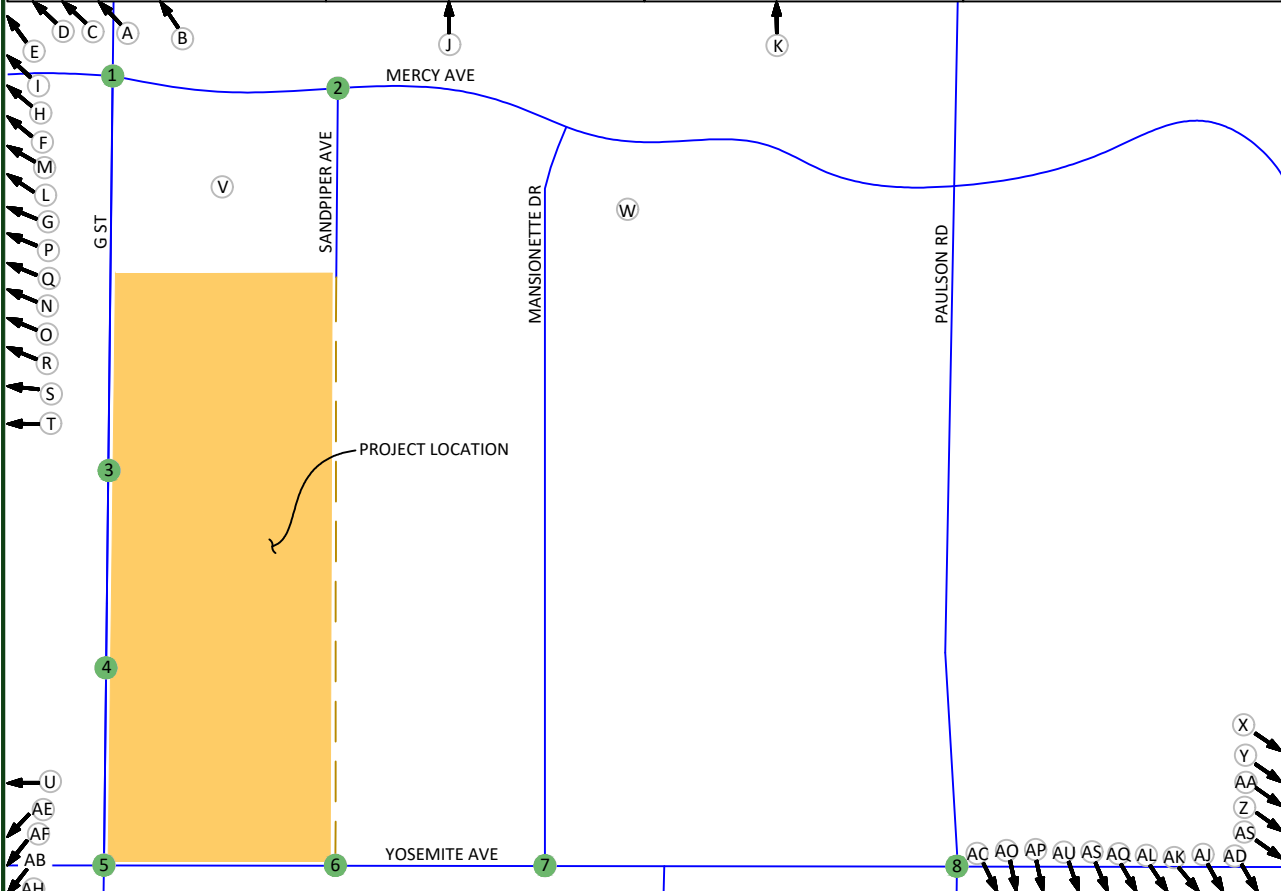 D
C
A
B
J
K
E
1
MERCY AVE
2
I
H
F
M
L
G
P
Q
N
O
R
S
T
V
W
G ST
SANDPIPER AVE
MANSIONETTE DR
PAULSON RD
PROJECT LOCATION
3
4
U
AE
AF
AB
AH
X
Y
AA
Z
AS
5
6
YOSEMITE AVE
7
8
AC
AO
AP
AU
AS
AQ
AL
AK
AJ
AD